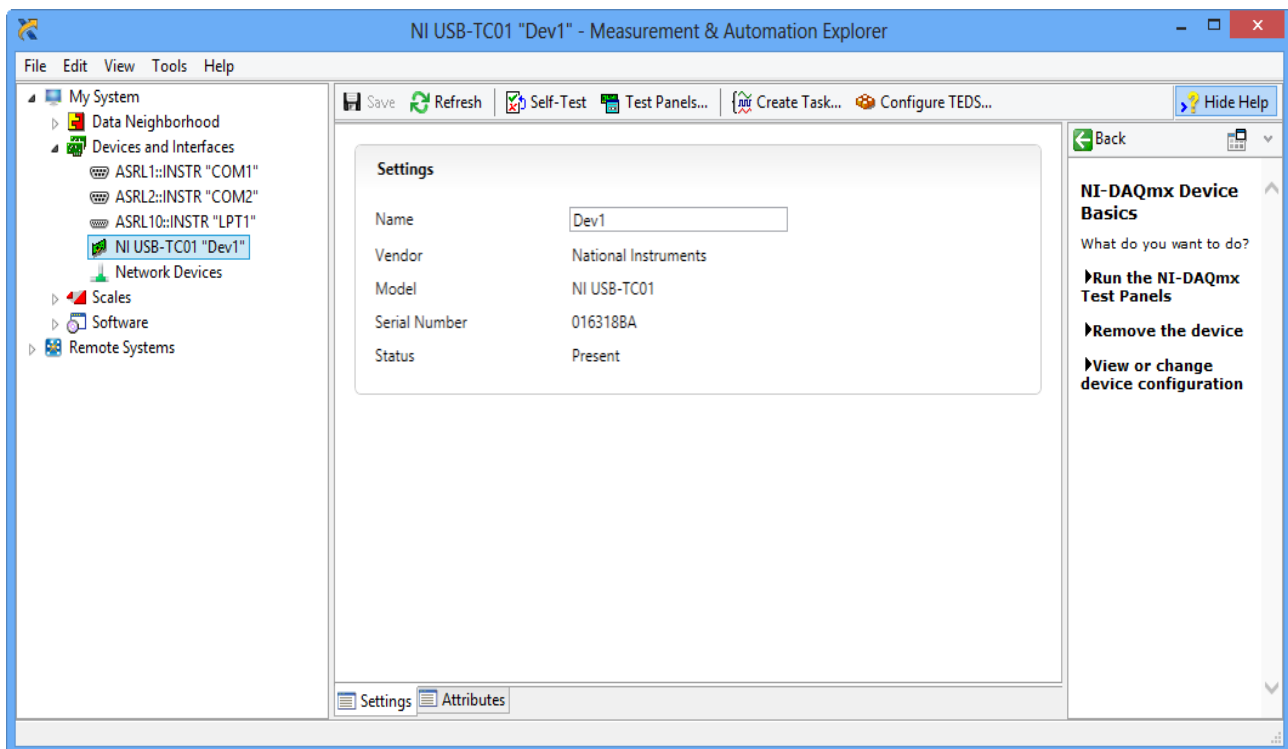 NI USB-TC01 "Dev1" - Measurement & Automation Explorer
File Edit View Tools Help
My System
Data Neighborhood
Devices and Interfaces
ASRL1::INSTR "COM1"
ASRL2::INSTR "COM2"
ASRL10::INSTR "LPT1"
NI USB-TC01 "Dev1"
Network Devices
Scales
Software
Remote Systems
Save Refresh Self-Test Test Panels... Create Task... Configure TEDS... Hide Help
Settings
Name Dev1
Vendor National Instruments
Model NI USB-TC01
Serial Number 016318BA
Status Present
Settings Attributes
Back
NI-DAQmx Device
Basics
What do you want to do?
Run the NI-DAQmx
Test Panels
Remove the device
View or change
device configuration